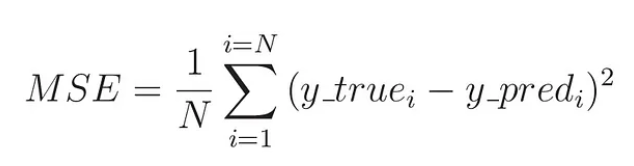 MSE = \frac{1}{N} \sum_{i=1}^{i=N} (y\_true_i - y\_pred_i)^2